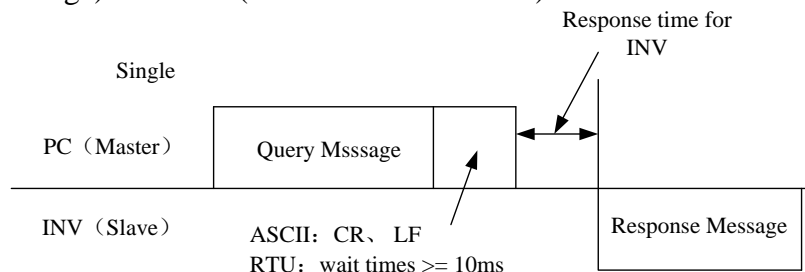 Response time for
INV
Single
PC（Master）
Query Msssage
INV（Slave）
ASCII：CR、LF
RTU：wait times >= 10ms
Response Message